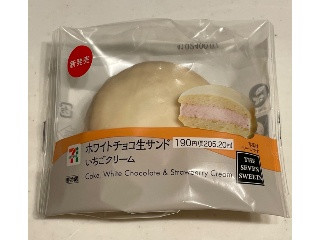 新発売
ホワイトチョコ生サンド
いちごクリーム
190円(税込205.20円)
Cake, White Chocolate & Strawberry Cream
THE
SEVEN
SWEETS